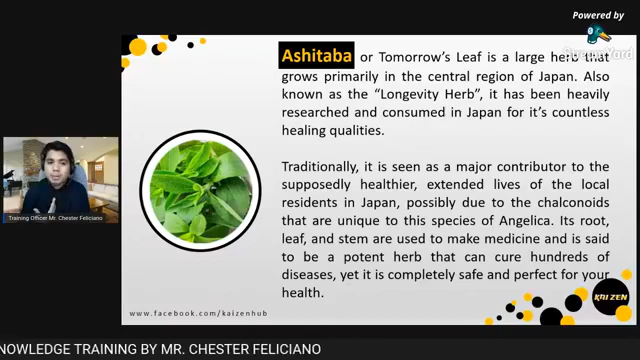 Powered by
StreamYard
Ashitaba or Tomorrow's Leaf is a large herb that
grows primarily in the central region of Japan. Also
known as the "Longevity Herb", it has been heavily
researched and consumed in Japan for it's countless
healing qualities.
Traditionally, it is seen as a major contributor to the
supposedly healthier, extended lives of the local
residents in Japan, possibly due to the chalconoids
that are unique to this species of Angelica. Its root,
leaf, and stem are used to make medicine and is said
to be a potent herb that can cure hundreds of
diseases, yet it is completely safe and perfect for your
health.
Training Officer Mr. Chester Feliciano
www.facebook.com/kaizenhub
KAIZEN
NOWLEDGE TRAINING BY MR. CHESTER FELICIANO